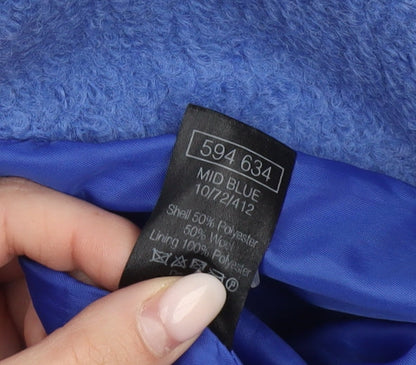 594 634
MID BLUE
10/72/412
Shell 50% Polyester
50% Wool
Lining 100% Polyester